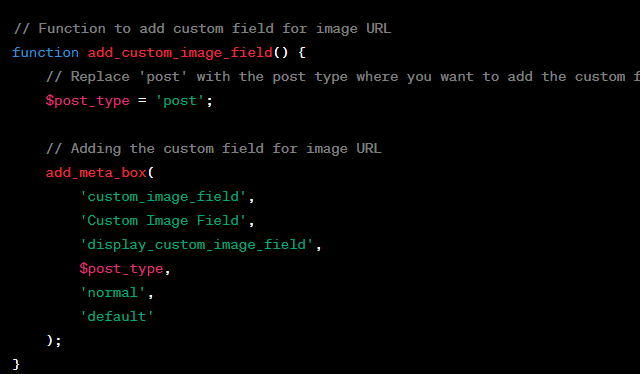 // Function to add custom field for image URL
function add_custom_image_field() {
    // Replace 'post' with the post type where you want to add the custom
    $post_type = 'post';

    // Adding the custom field for image URL
    add_meta_box(
        'custom_image_field',
        'Custom Image Field',
        'display_custom_image_field',
        $post_type,
        'normal',
        'default'
    );
}